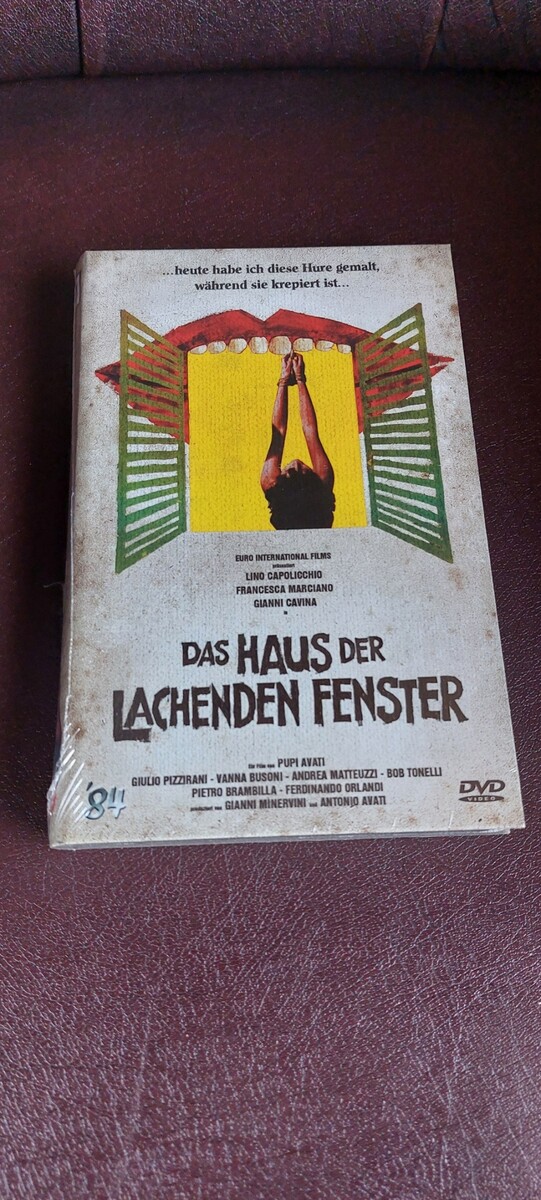 ...heute habe ich diese Hure gemalt,
während sie krepiert ist...
EURO INTERNATIONAL FILMS
präsentiert
LINO CAPOLICCHIO
FRANCESCA MARCIANO
GIANNI CAVINA
in
DAS HAUS DER
LACHENDEN FENSTER
Ein Film von PUPI AVATI
GIULIO PIZZIRANI - VANNA BUSONI - ANDREA MATTEUZZI - BOB TONELLI
PIETRO BRAMBILLA - FERDINANDO ORLANDI
produziert von GIANNI MINERVINI und ANTONJO AVATI
'84
DVD
VIDEO